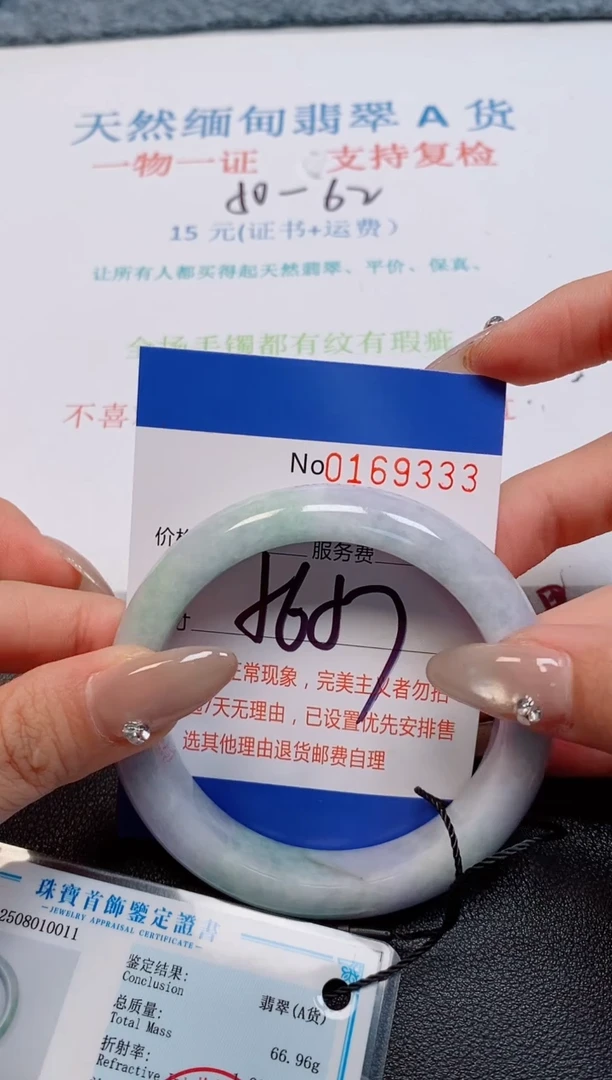 天然缅甸翡翠 A 货
一物一证 支持复检
15 元(证书+运费）
让所有人都买得起天然翡翠、平价、保真、
全场手镯都有纹有瑕疵
不喜
No0169333
服务费
正常现象，完美主义者勿拍
7天无理由，已设置优先安排售
选其他理由退货邮费自理
珠寶首飾鑒定證書
JEWELRY APPRAISAL CERTIFICATE
2508010011
鉴定结果: 翡翠(A货)
Conclusion
总质量: 66.96g
Total Mass
折射率:
Refractive